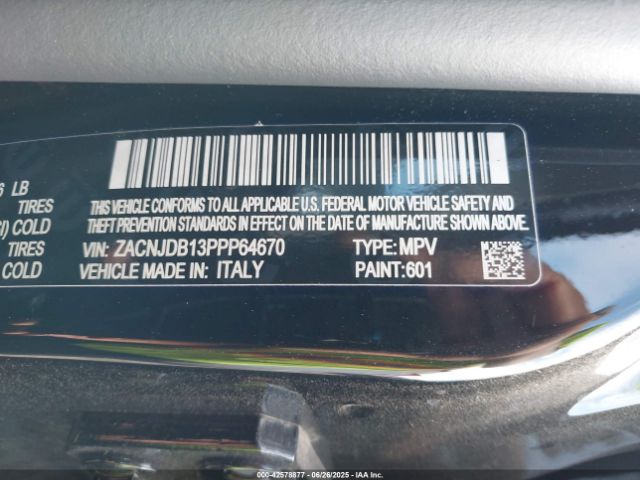 6 LB
TIRES
COLD
TIRES
COLD
THIS VEHICLE CONFORMS TO ALL APPLICABLE U.S. FEDERAL MOTOR VEHICLE SAFETY AND
THEFT PREVENTION STANDARDS IN EFFECT ON THE DATE OF MANUFACTURE SHOWN ABOVE.
VIN: ZACNJDB13PPP64670 TYPE:MPV
VEHICLE MADE IN: ITALY PAINT:601
000-42578877 - 06/26/2025 - © IAA, Inc.